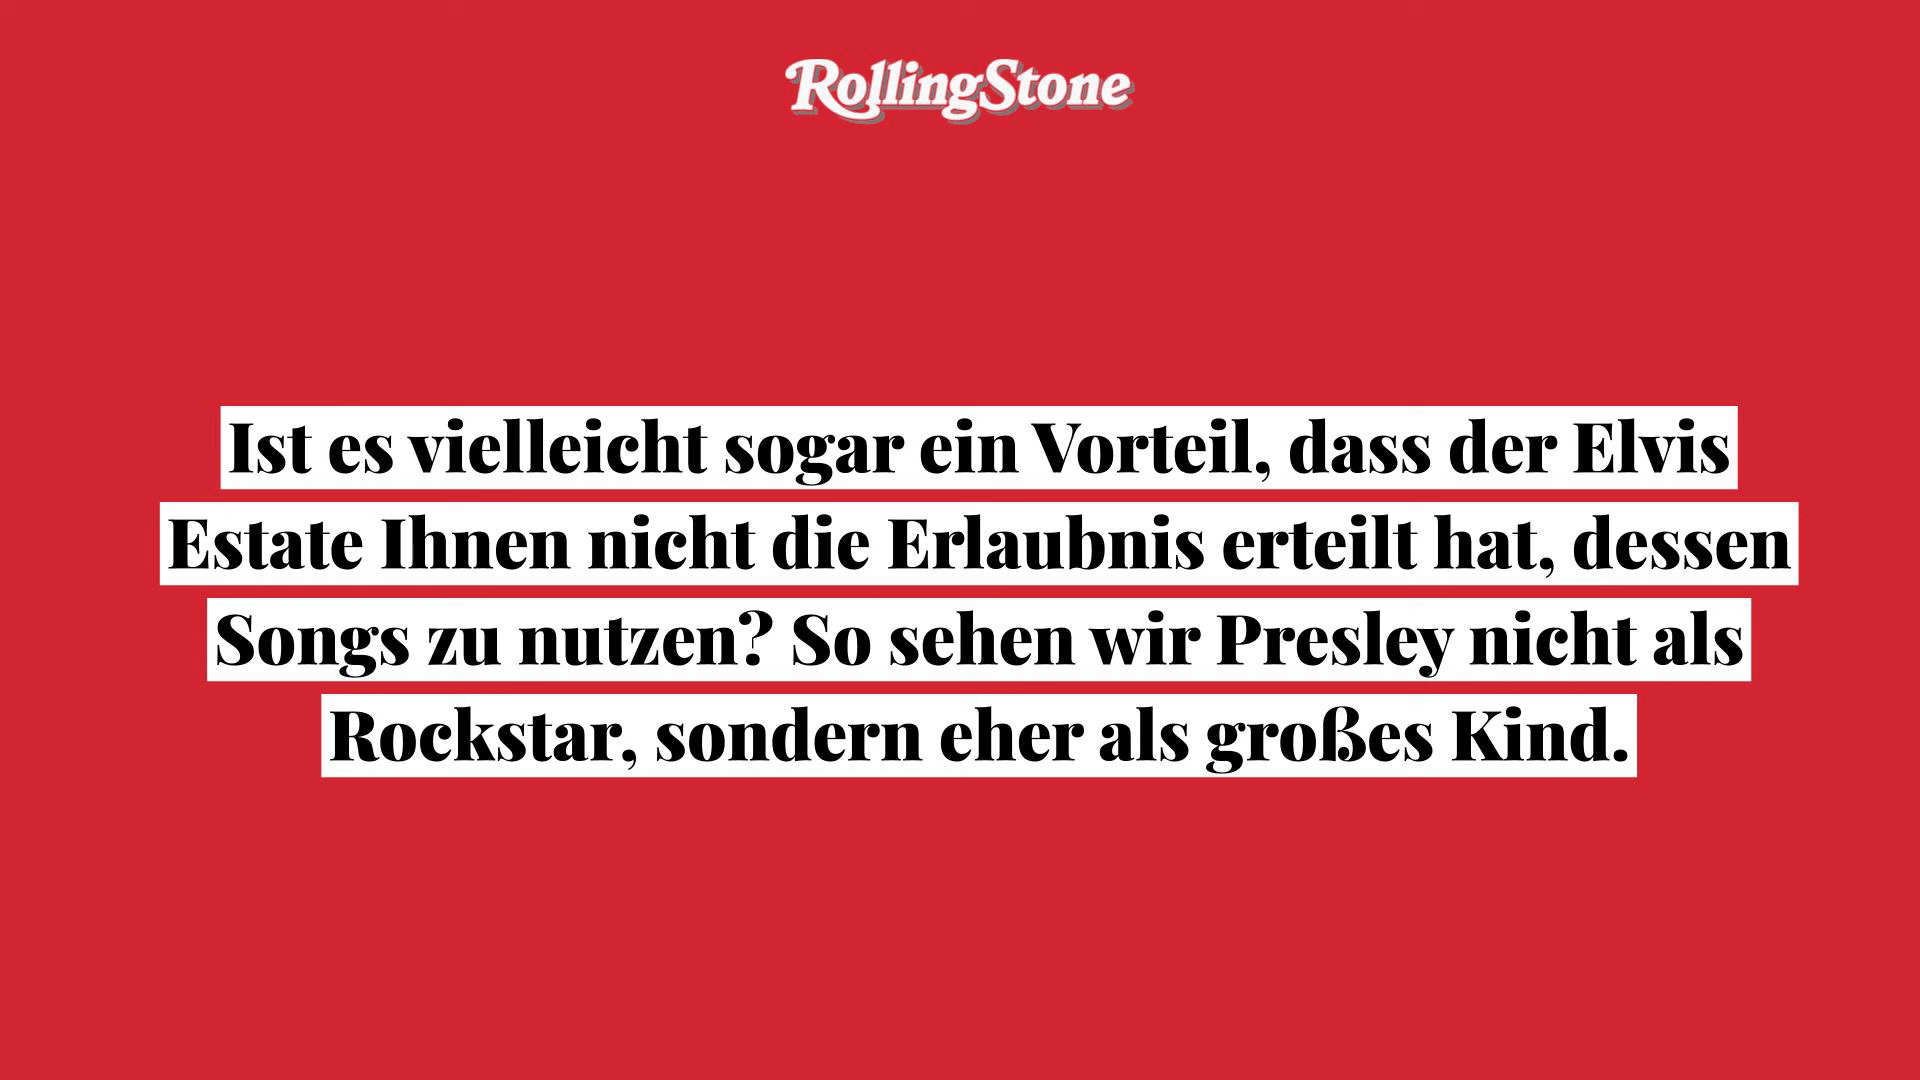 RollingStone
Ist es vielleicht sogar ein Vorteil, dass der Elvis
Estate Ihnen nicht die Erlaubnis erteilt hat, dessen
Songs zu nutzen? So sehen wir Presley nicht als
Rockstar, sondern eher als großes Kind.